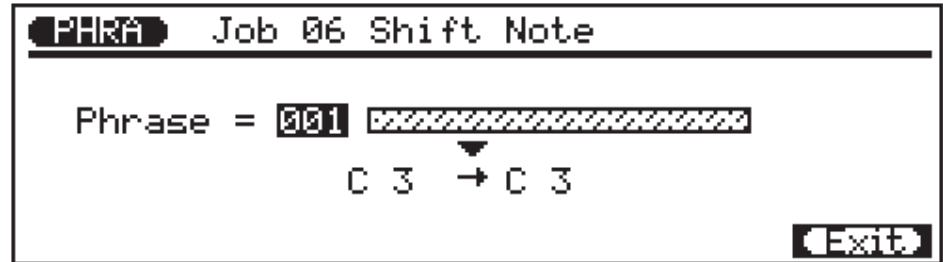 PHRA Job 06 Shift Note
Phrase = 001
C 3 → C 3
Exit